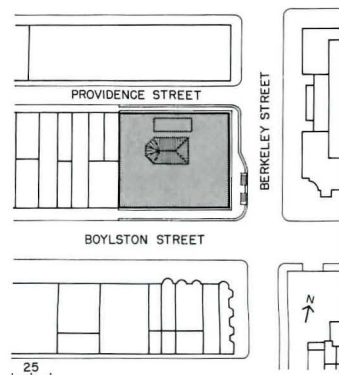 PROVIDENCE STREET
BERKELEY STREET
BOYLSTON STREET
N
25